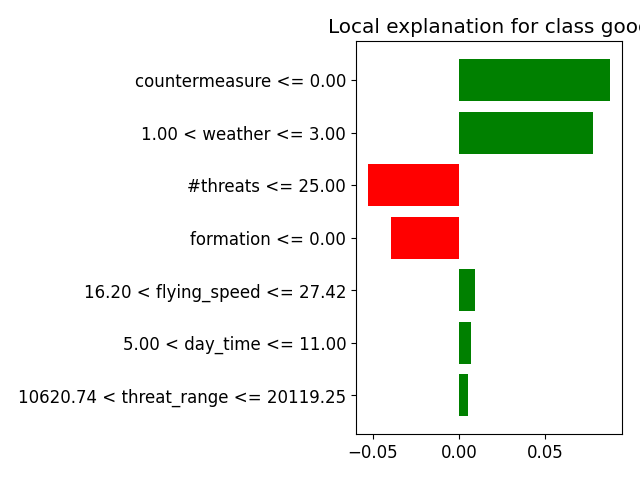 Local explanation for class goo
countermeasure <= 0.00
1.00 < weather <= 3.00
#threats <= 25.00
formation <= 0.00
16.20 < flying_speed <= 27.42
5.00 < day_time <= 11.00
10620.74 < threat_range <= 20119.25
−0.05 0.00 0.05